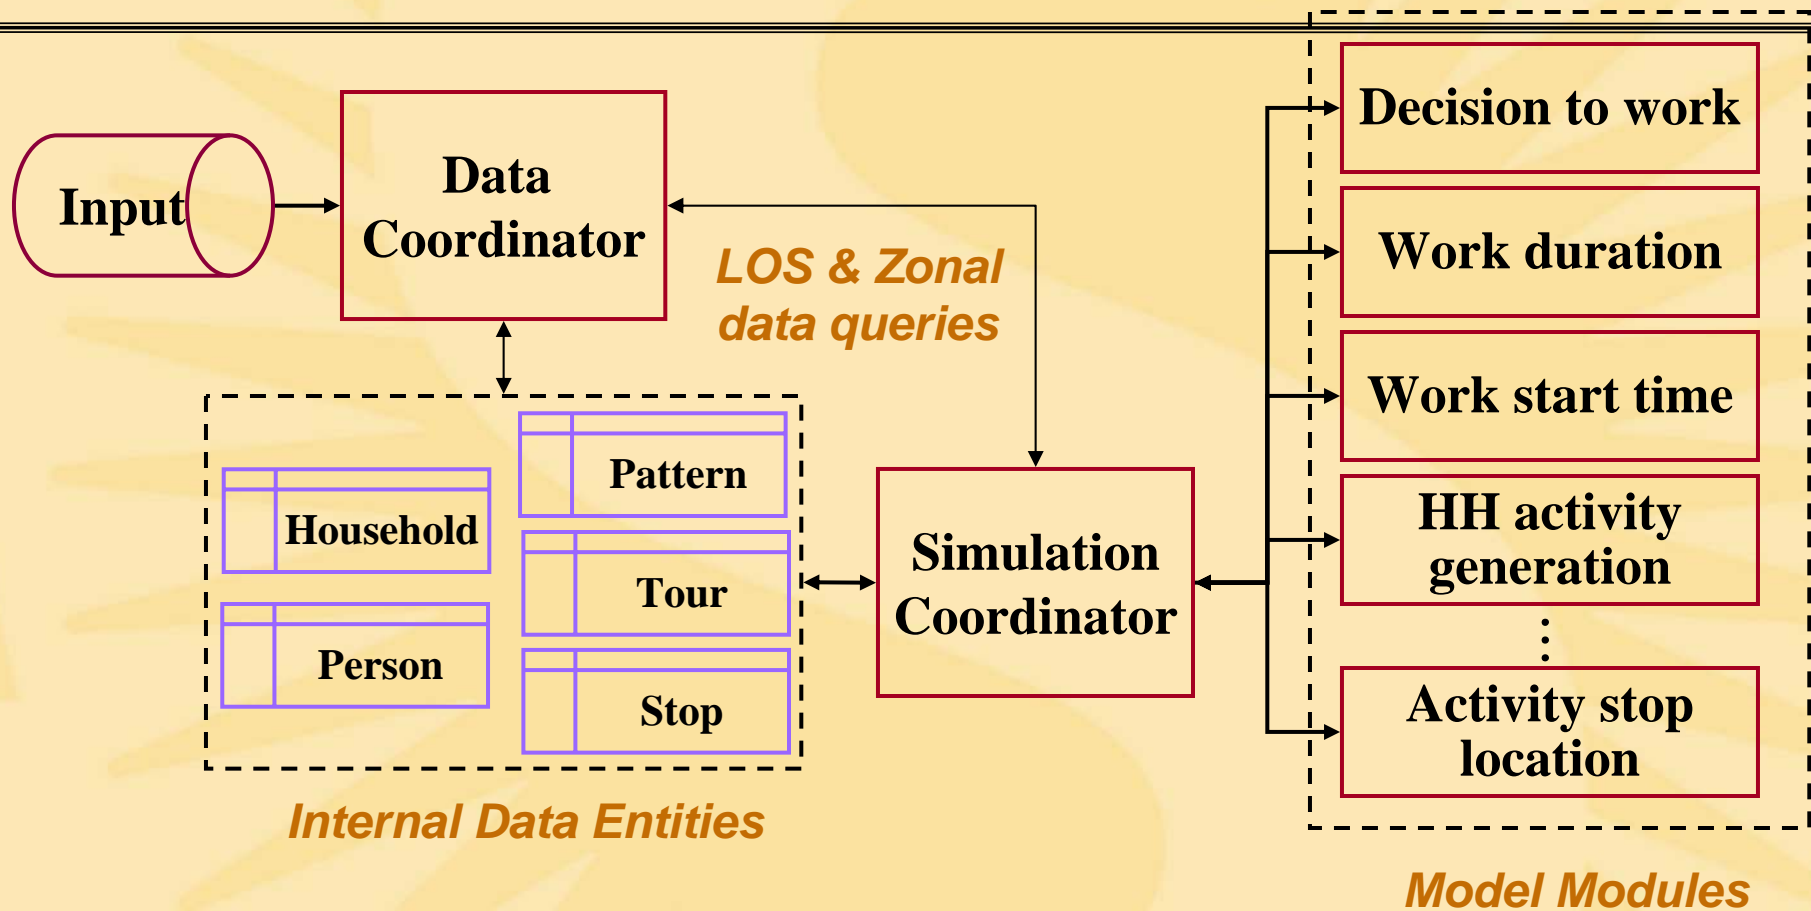 Input
Data
Coordinator
LOS & Zonal
data queries
Household
Person
Pattern
Tour
Stop
Internal Data Entities
Simulation
Coordinator
Decision to work
Work duration
Work start time
HH activity
generation
⋮
Activity stop
location
Model Modules